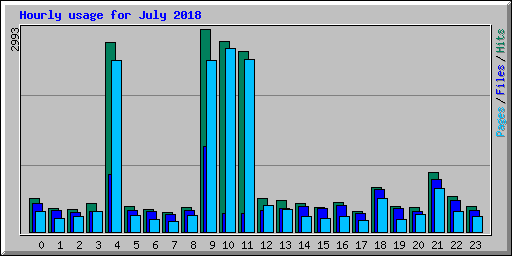 Hourly usage for July 2018
2993
Pages / Files / Hits
0 1 2 3 4 5 6 7 8 9 10 11 12 13 14 15 16 17 18 19 20 21 22 23